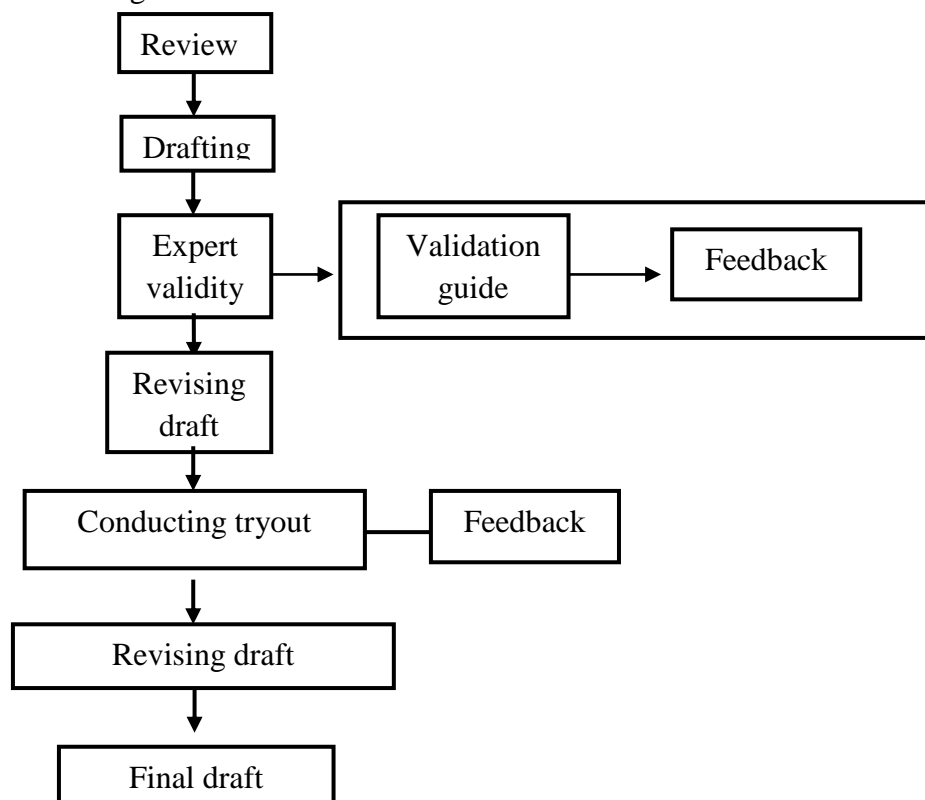 Review
Drafting
Expert
validity
Validation
guide
Feedback
Revising
draft
Conducting tryout
Feedback
Revising draft
Final draft